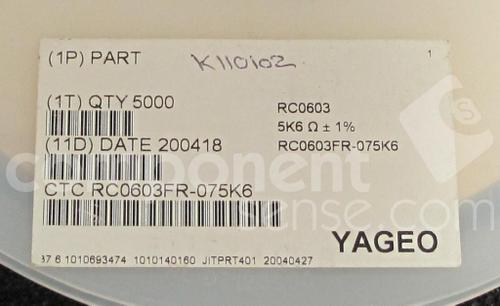 (1P) PART K110102 1
(1T) QTY 5000 RC0603
5K6 Ω ± 1%
(11D) DATE 200418 RC0603FR-075K6
component
sense.com
CTC RC0603FR-075K6
YAGEO
37 6 1010693474 1010140160 JITPRT401 20040427